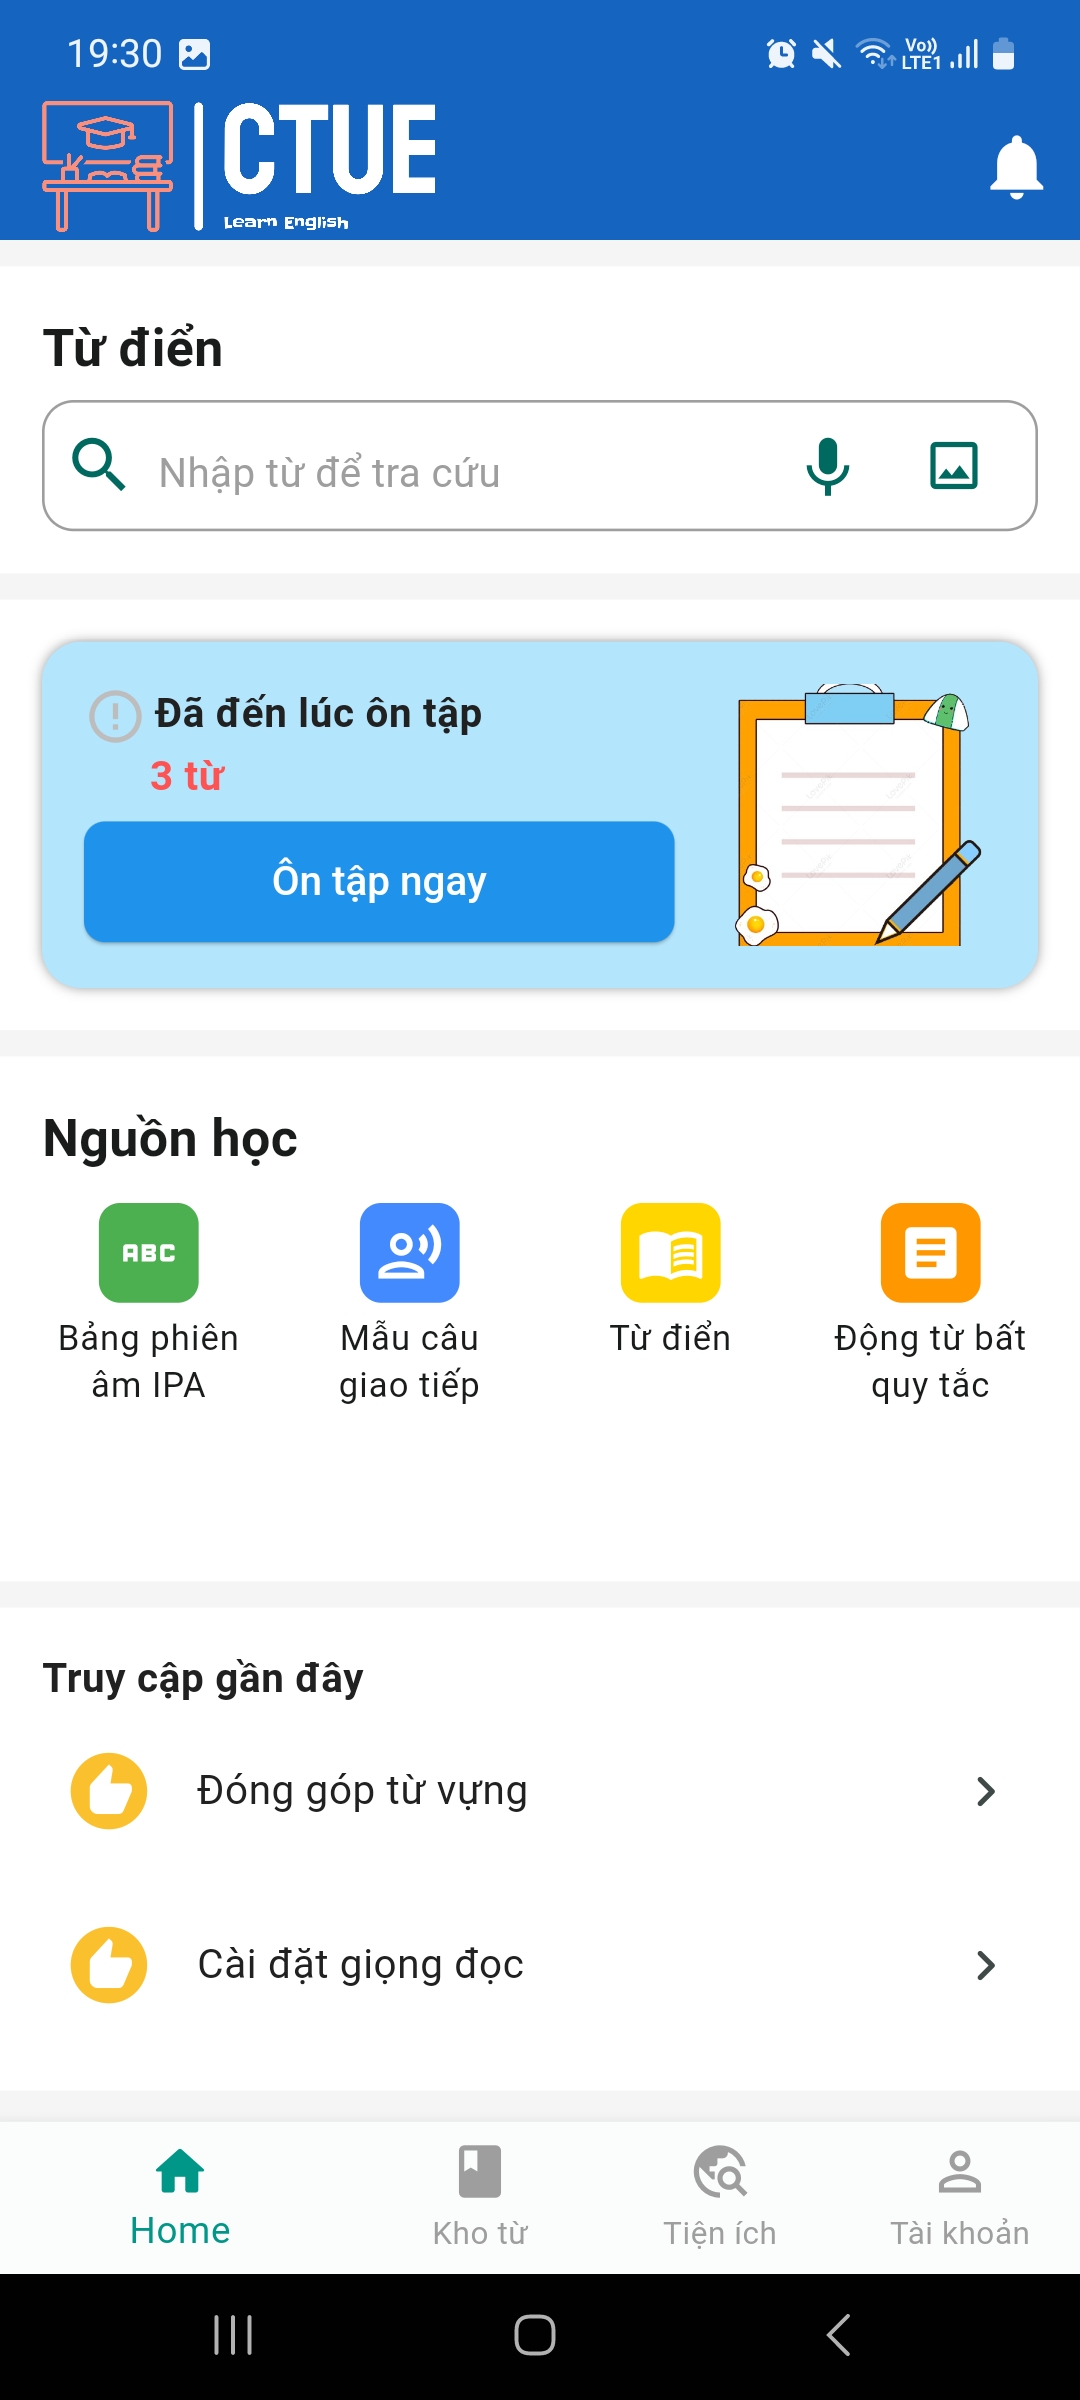 19:30
Vo))
LTE1
CTUE
Learn English
Từ điển
Nhập từ để tra cứu
Đã đến lúc ôn tập
3 từ
Ôn tập ngay
Nguồn học
ABC
Bảng phiên
âm IPA
Mẫu câu
giao tiếp
Từ điển
Động từ bất
quy tắc
Truy cập gần đây
Đóng góp từ vựng
Cài đặt giọng đọc
Home
Kho từ
Tiện ích
Tài khoản